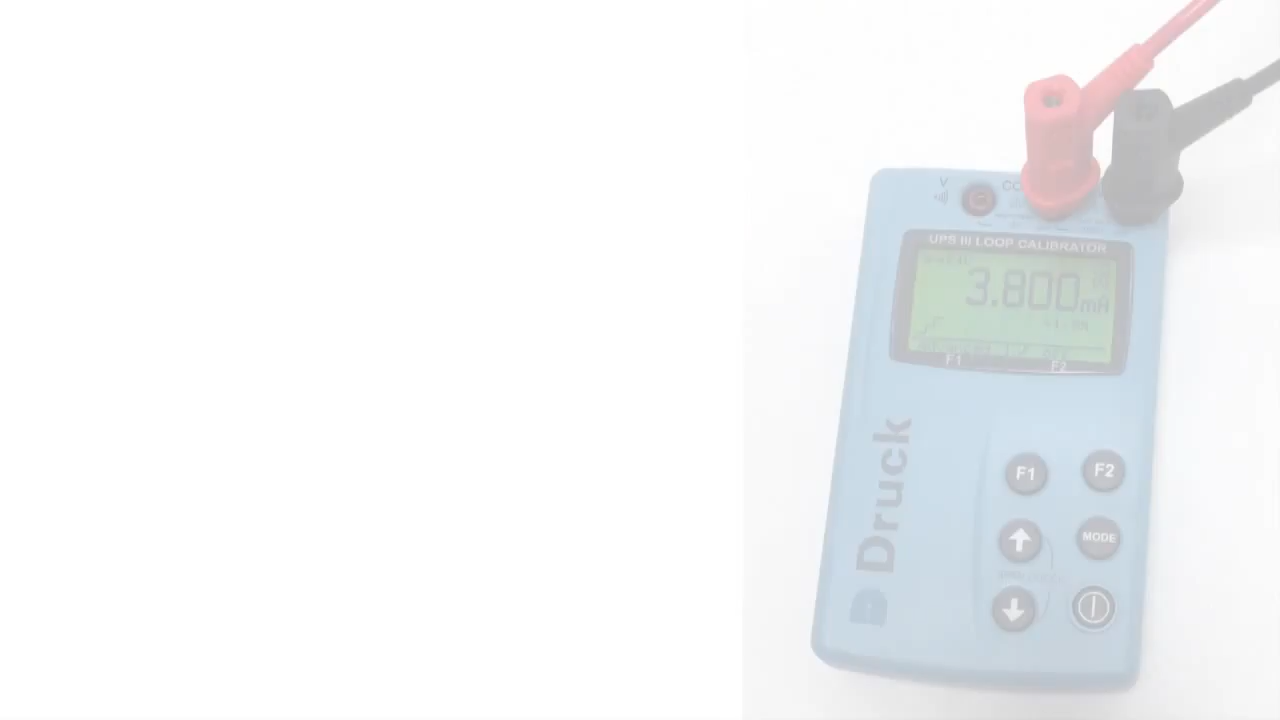 V
UPS III LOOP CALIBRATOR
3.800mA
F1 F2
Druck
F1 F2
MODE